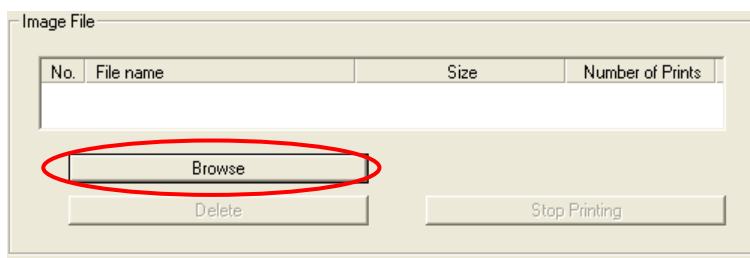 Image File
No. File name Size Number of Prints
Browse
Delete Stop Printing